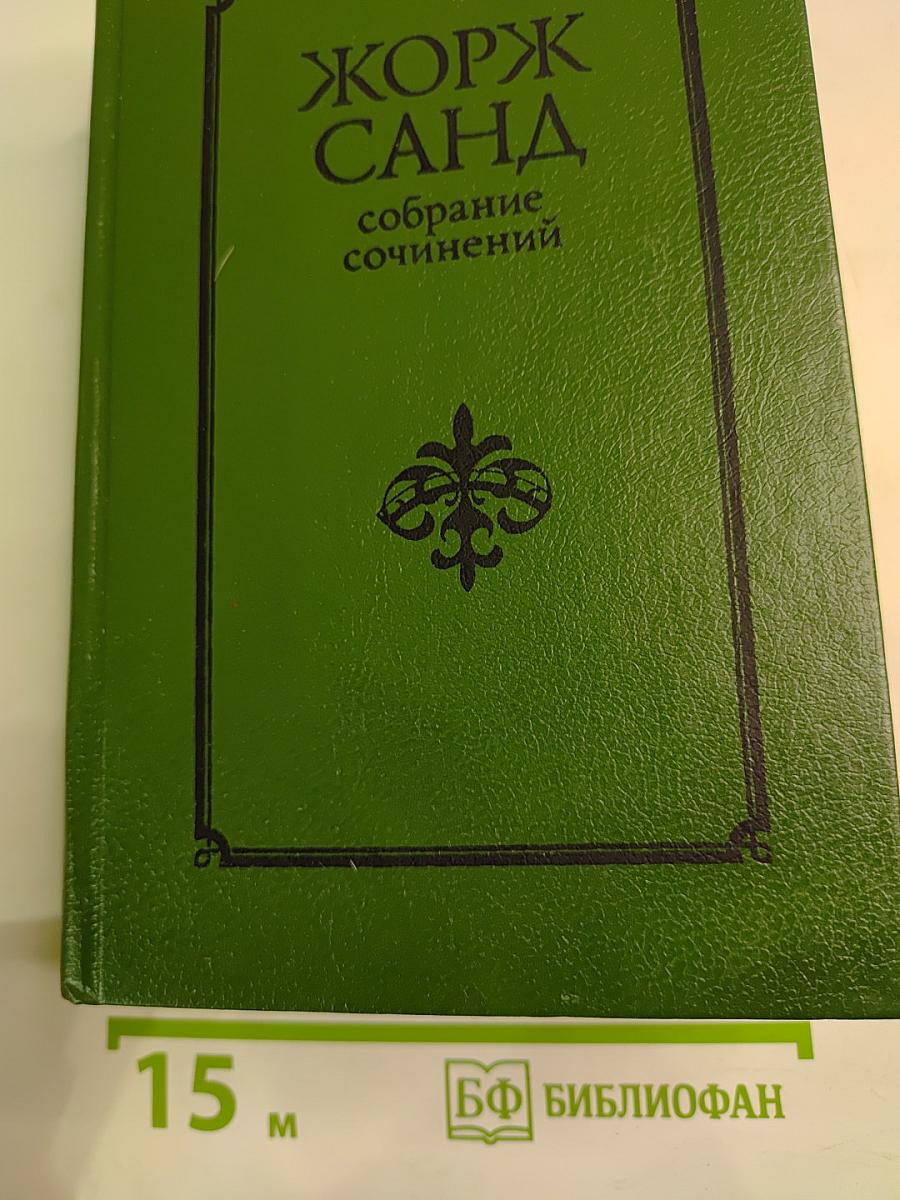 ЖОРЖ
САНД
собрание
сочинений
15 м
БФ БИБЛИОФАН